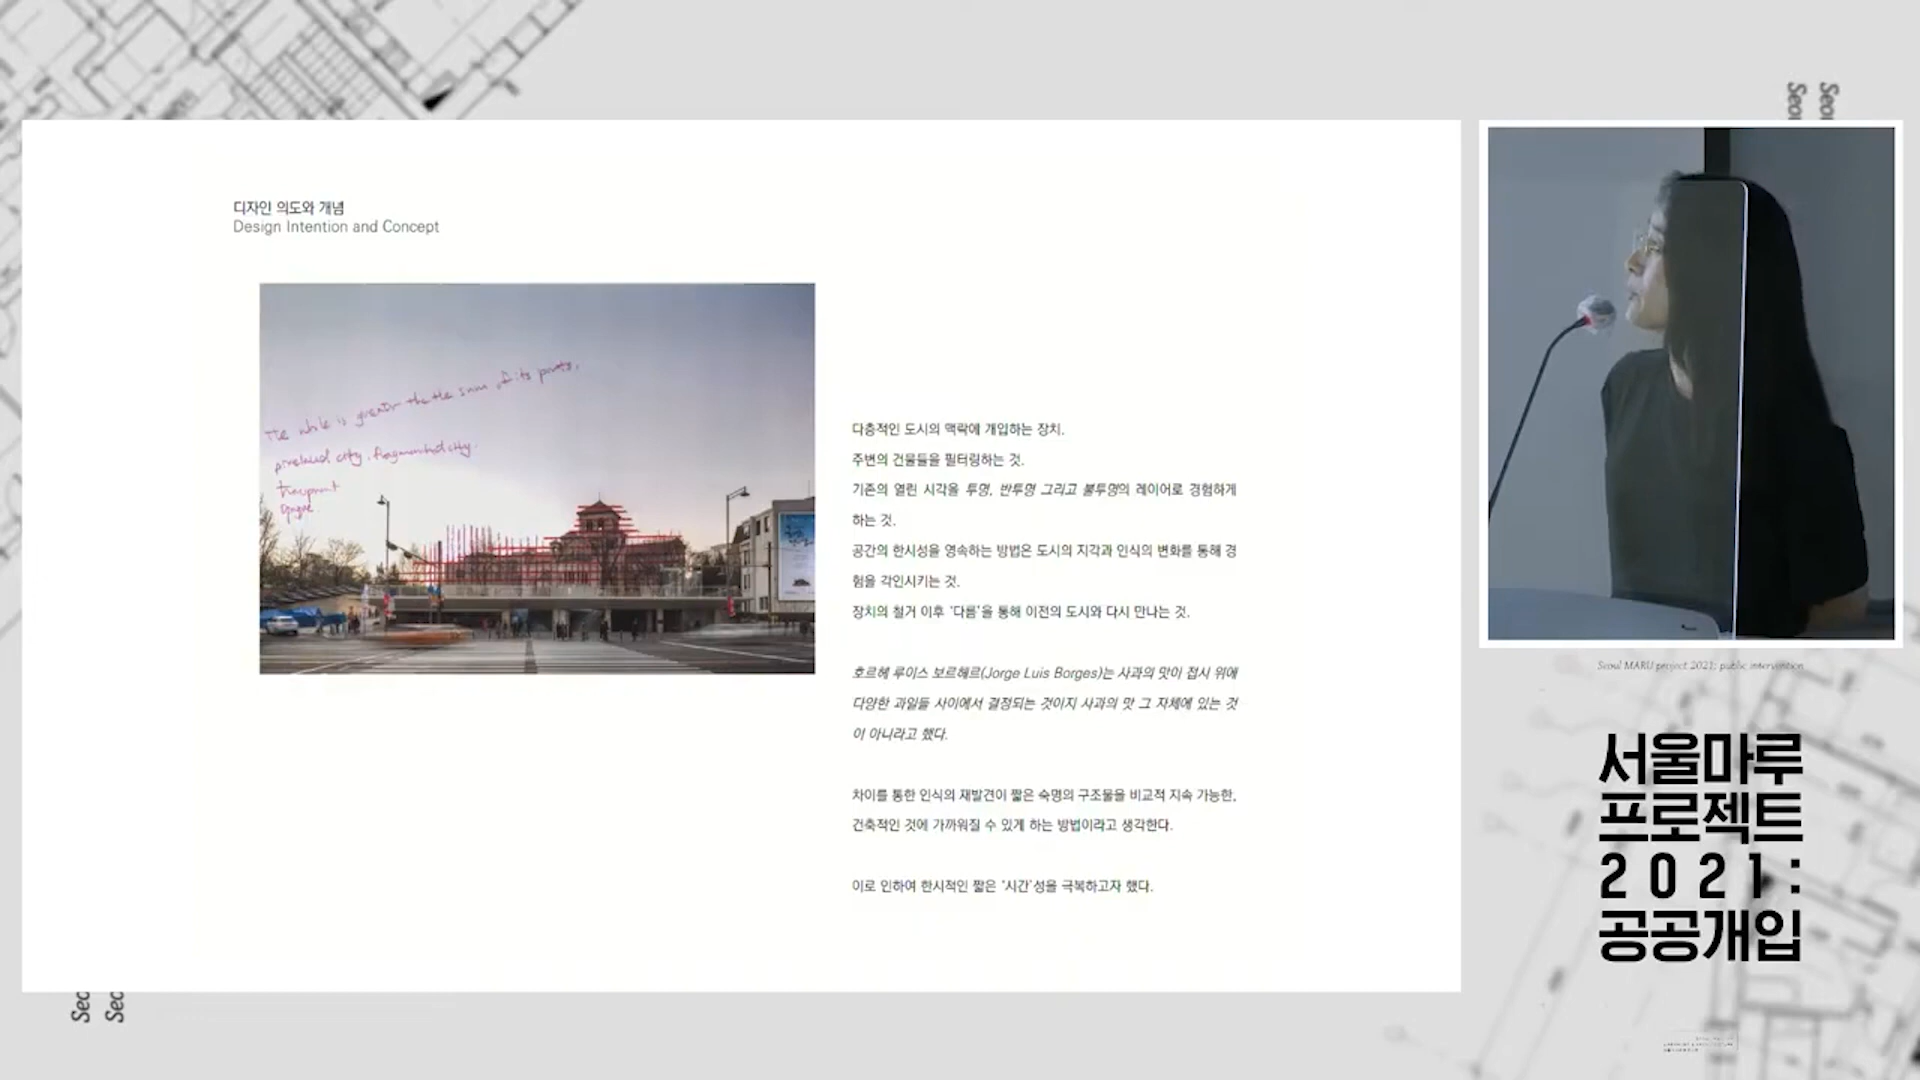 디자인 의도와 개념
Design Intention and Concept
The while is greater the the sum of its parts.
pixelated city. fragmented city.
다층적인 도시의 맥락에 개입하는 장치.
주변의 건물들을 필터링하는 것.
기존의 열린 시각을 투명, 반투명 그리고 불투명의 레이어로 경험하게
하는 것.
공간의 한시성을 영속하는 방법은 도시의 지각과 인식의 변화를 통해 경
험을 각인시키는 것.
장치의 철거 이후 '다름'을 통해 이전의 도시와 다시 만나는 것.
호르헤 루이스 보르헤르(Jorge Luis Borges)는 사과의 맛이 접시 위에
다양한 과일들 사이에서 결정되는 것이지 사과의 맛 그 자체에 있는 것
이 아니라고 했다.
차이를 통한 인식의 재발견이 짧은 숙명의 구조물을 비교적 지속 가능한,
건축적인 것에 가까워질 수 있게 하는 방법이라고 생각한다.
이로 인하여 한시적인 짧은 '시간'성을 극복하고자 했다.
Seoul MARU project 2021: public intervention
서울마루
프로젝트
2021:
공공개입